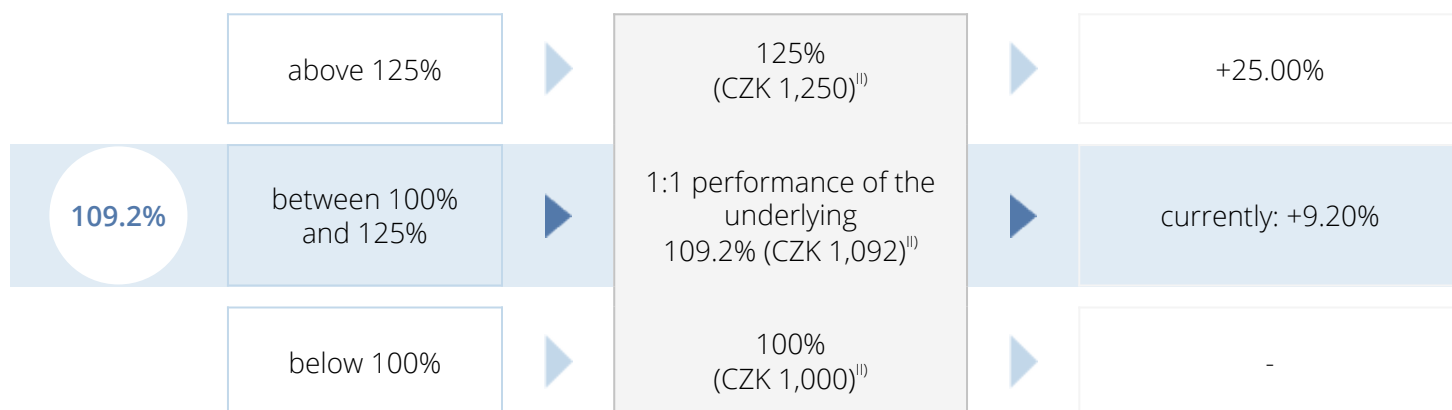 above 125%
125%
(CZK 1,250)II)
+25.00%
109.2%
between 100%
and 125%
1:1 performance of the
underlying
109.2% (CZK 1,092)II)
currently: +9.20%
below 100%
100%
(CZK 1,000)II)
-